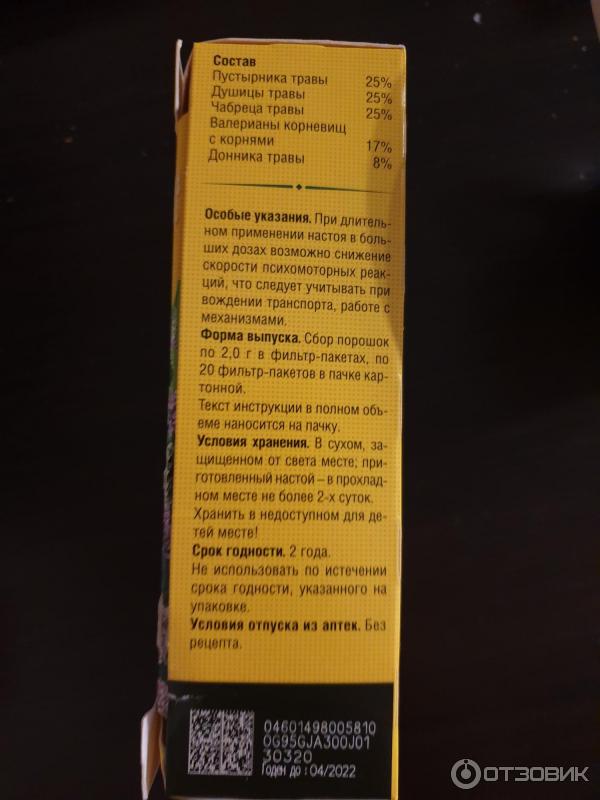 Состав
Пустырника травы 25%
Душицы травы 25%
Чабреца травы 25%
Валерианы корневищ
с корнями 17%
Донника травы 8%
Особые указания. При длитель-
ном применении настоя в боль-
ших дозах возможно снижение
скорости психомоторных реак-
ций, что следует учитывать при
вождении транспорта, работе с
механизмами.
Форма выпуска. Сбор порошок
по 2,0 г в фильтр-пакетах, по
20 фильтр-пакетов в пачке кар-
тонной.
Текст инструкции в полном объ-
еме наносится на пачку.
Условия хранения. В сухом, за-
щищенном от света месте; при-
готовленный настой – в прохлад-
ном месте не более 2-х суток.
Хранить в недоступном для де-
тей месте!
Срок годности. 2 года.
Не использовать по истечении
срока годности, указанного на
упаковке.
Условия отпуска из аптек. Без
рецепта.
04601498005810
0G95GJA300J01
30320
Годен до : 04/2022
ОТЗОВИК